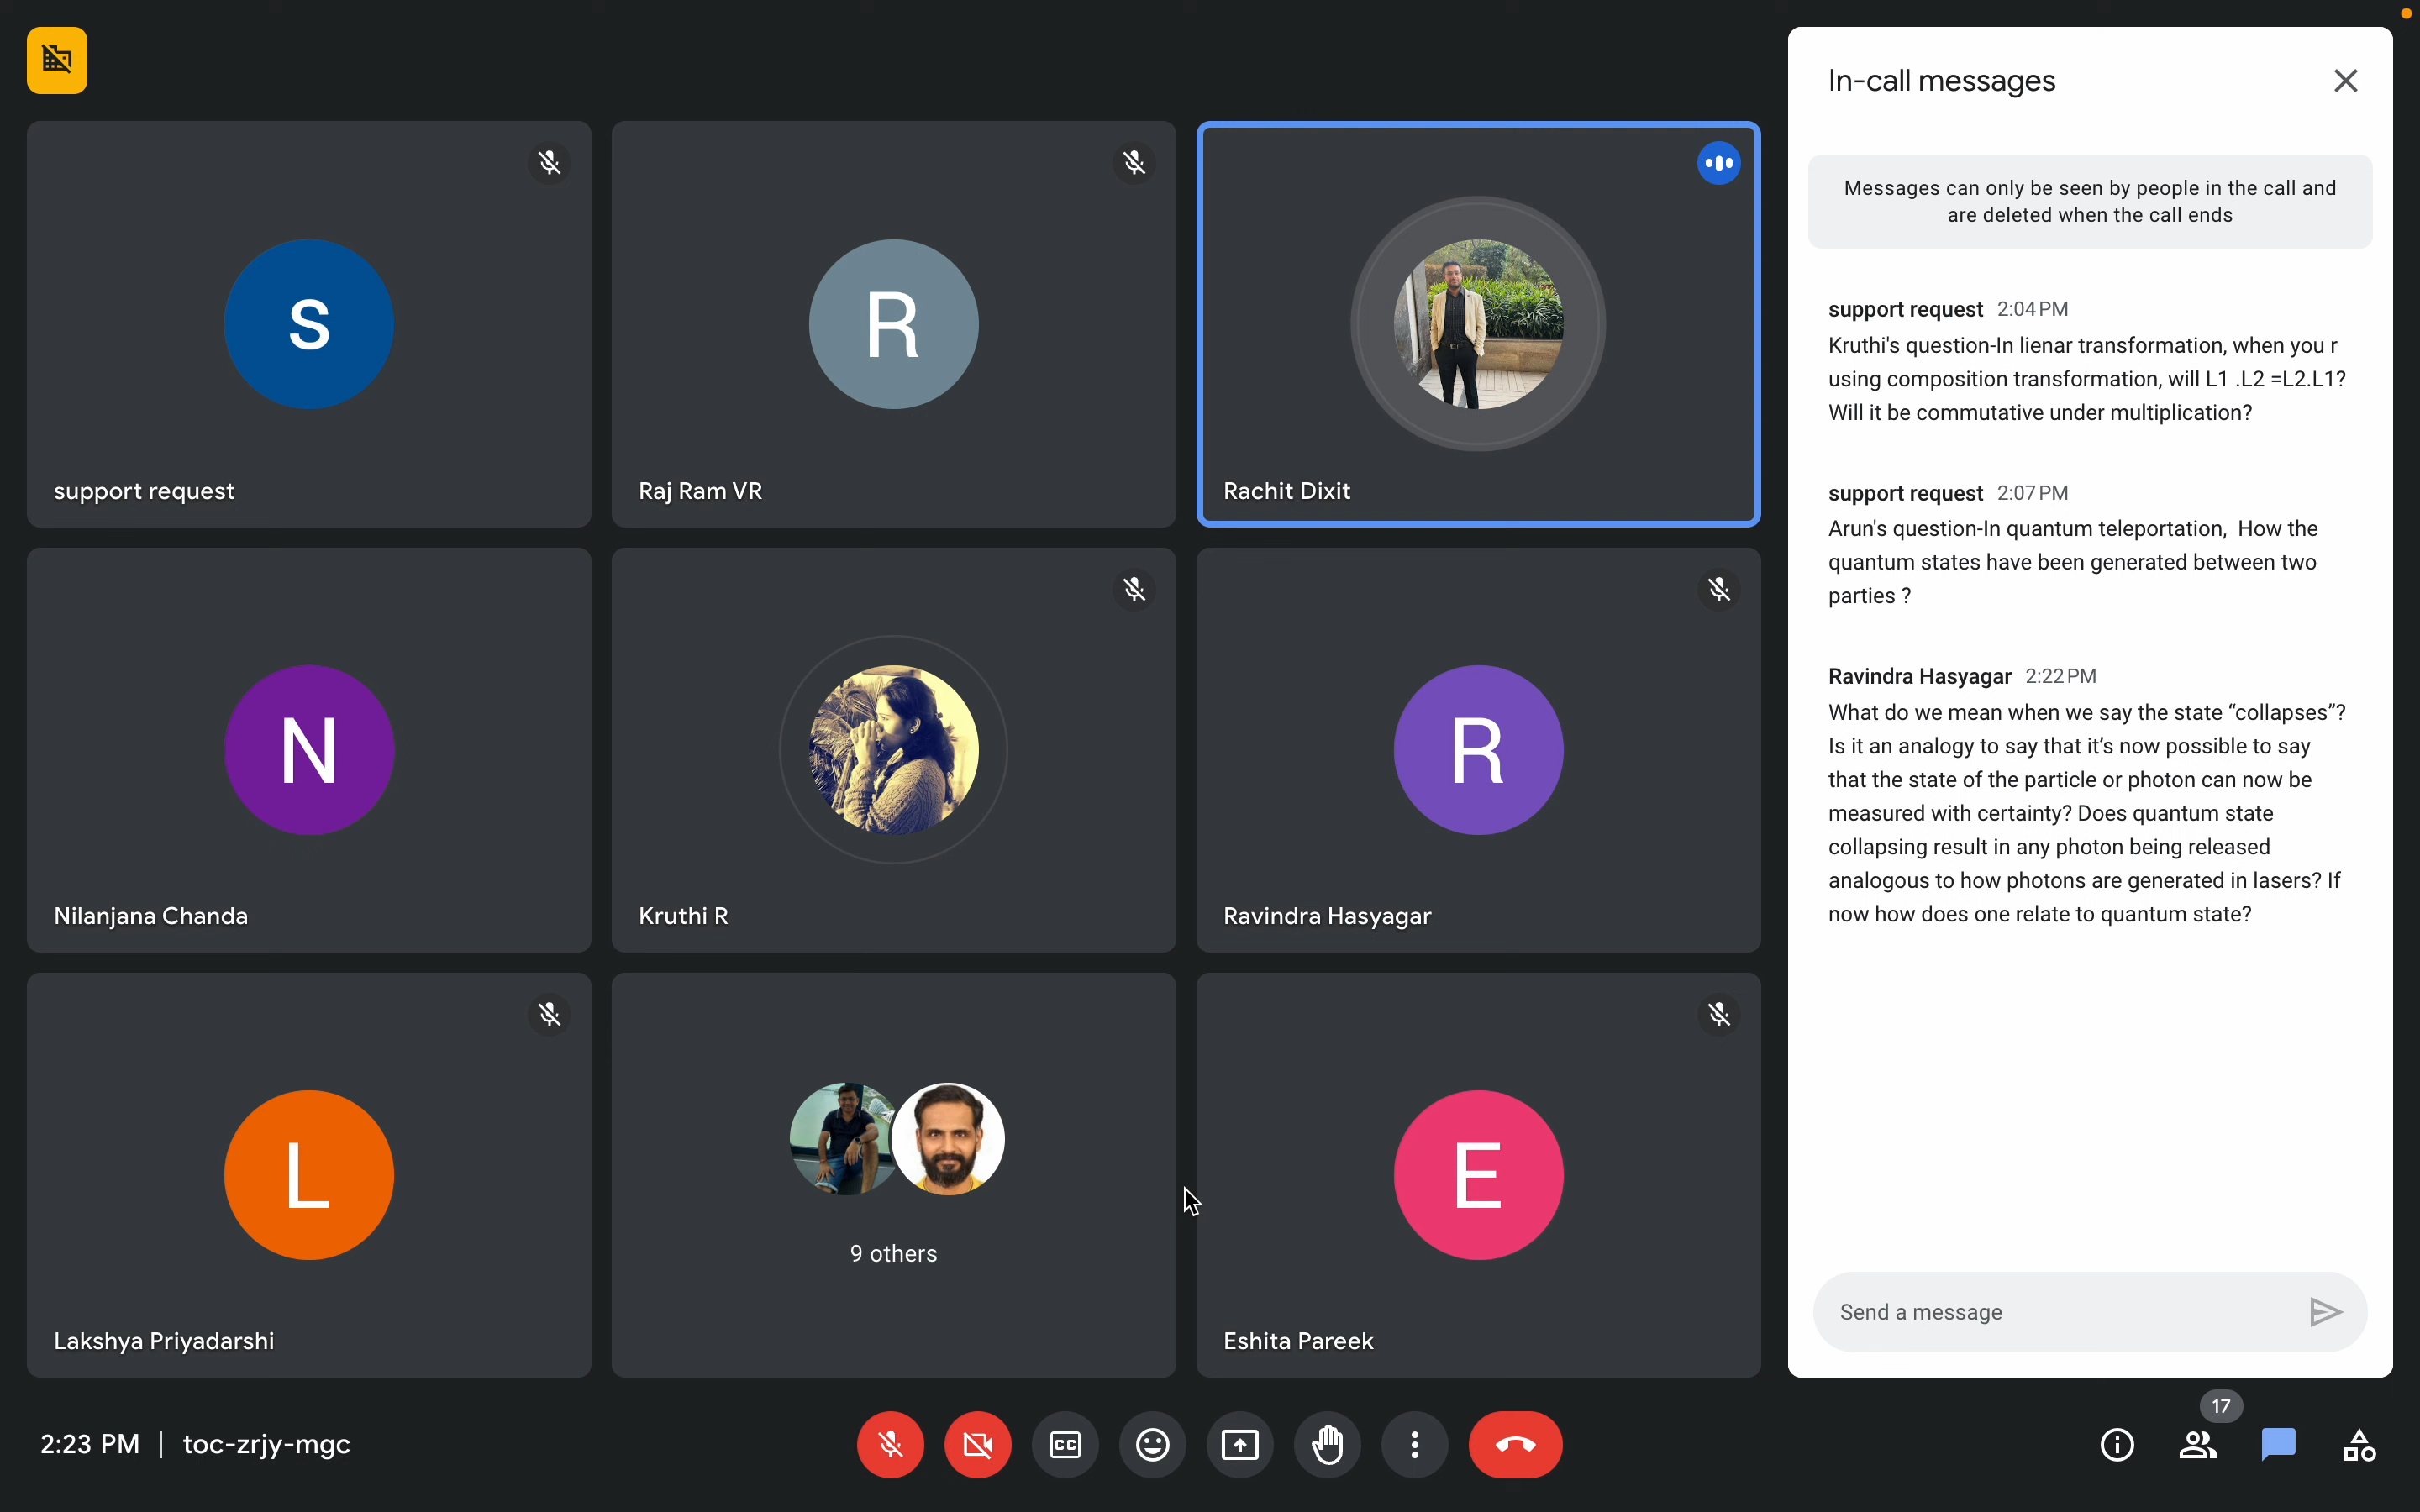 In-call messages
Messages can only be seen by people in the call and
are deleted when the call ends
S
support request
R
Raj Ram VR
Rachit Dixit
N
Nilanjana Chanda
Kruthi R
R
Ravindra Hasyagar
L
Lakshya Priyadarshi
9 others
E
Eshita Pareek
support request 2:04 PM
Kruthi's question-In lienar transformation, when you r
using composition transformation, will L1 .L2 =L2.L1?
Will it be commutative under multiplication?
support request 2:07 PM
Arun's question-In quantum teleportation,  How the
quantum states have been generated between two
parties ?
Ravindra Hasyagar 2:22 PM
What do we mean when we say the state “collapses”?
Is it an analogy to say that it’s now possible to say
that the state of the particle or photon can now be
measured with certainty? Does quantum state
collapsing result in any photon being released
analogous to how photons are generated in lasers? If
now how does one relate to quantum state?
Send a message
2:23 PM | toc-zrjy-mgc
CC
17